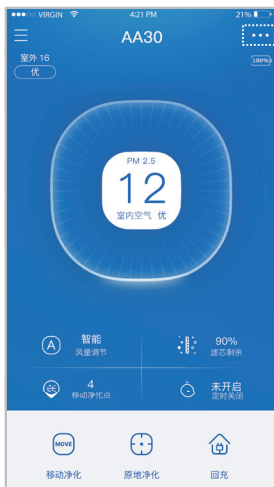 VIRGIN 4:21 PM 21%
AA30
室外 16
优
100%
PM 2.5
12
室内空气 优
A 智能
风量调节
90%
滤芯剩余
4
移动净化点
未开启
定时关闭
MOVE
移动净化 原地净化 回充